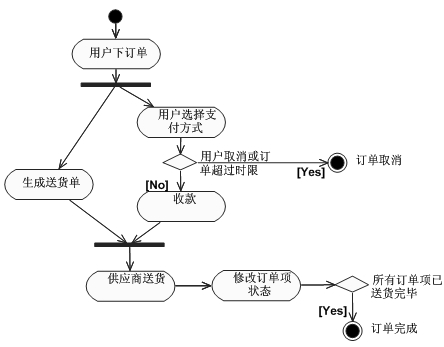 用户下订单
用户选择支
付方式
用户取消或订
单超过时限
[Yes]
订单取消
生成送货单
[No]
收款
供应商送货
修改订单项
状态
所有订单项已
送货完毕
[Yes]
订单完成